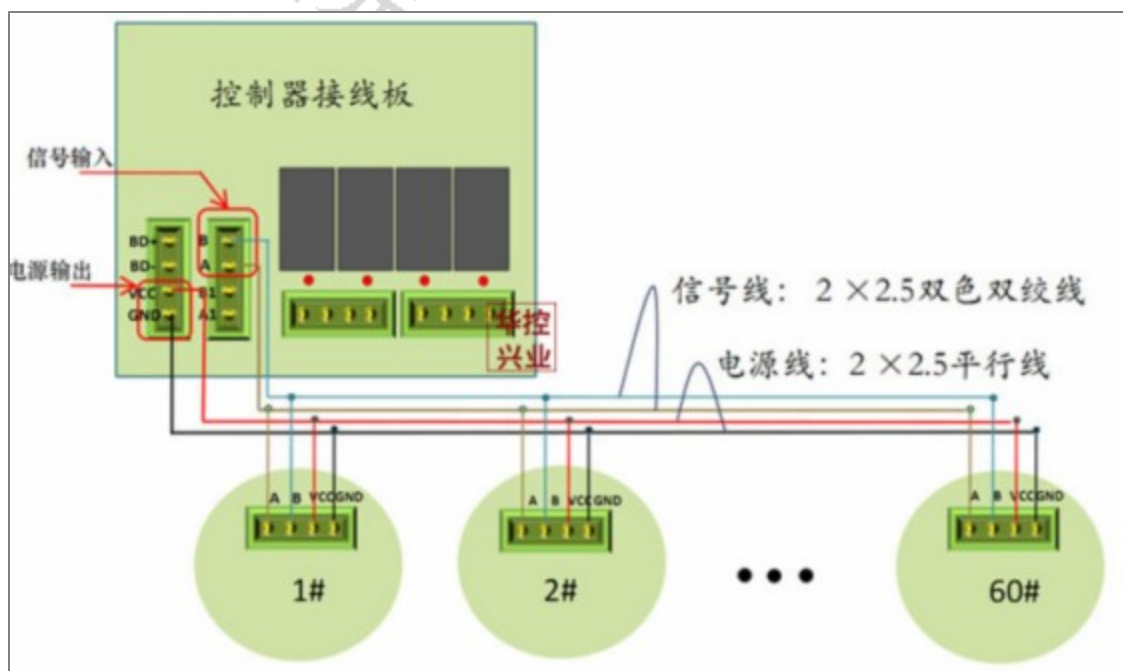 控制器接线板
信号输入
BD+
BD-
VCC
GND
B
A
B1
A1
电源输出
华控
兴业
信号线：2×2.5双色双绞线
电源线：2×2.5平行线
A B VCC GND
A B VCC GND
A B VCC GND
1#
2#
60#